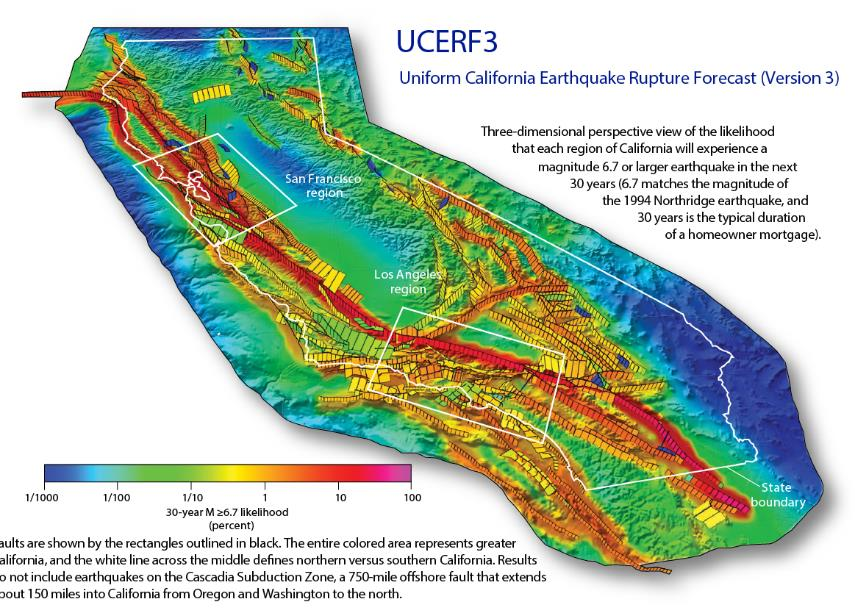 UCERF3
Uniform California Earthquake Rupture Forecast (Version 3)
Three-dimensional perspective view of the likelihood
that each region of California will experience a
magnitude 6.7 or larger earthquake in the next
30 years (6.7 matches the magnitude of
the 1994 Northridge earthquake, and
30 years is the typical duration
of a homeowner mortgage).
San Francisco
region
Los Angeles
region
State
boundary
1/1000 1/100 1/10 1 10 100
30-year M ≥6.7 likelihood
(percent)
aults are shown by the rectangles outlined in black. The entire colored area represents greater
alifornia, and the white line across the middle defines northern versus southern California. Results
o not include earthquakes on the Cascadia Subduction Zone, a 750-mile offshore fault that extends
bout 150 miles into California from Oregon and Washington to the north.